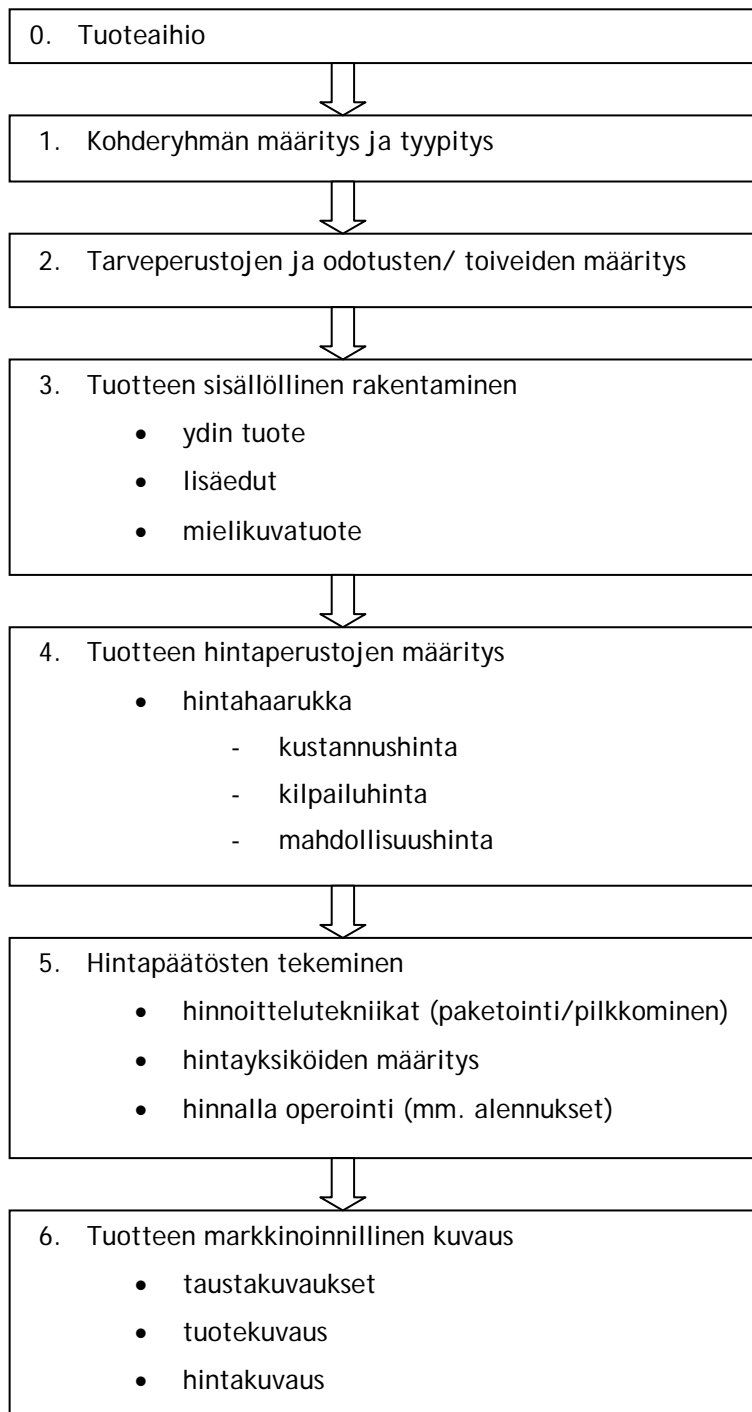 0. Tuoteaihio
1. Kohderyhmän määritys ja tyypitys
2. Tarveperustojen ja odotusten/ toiveiden määritys
3. Tuotteen sisällöllinen rakentaminen
• ydin tuote
• lisäedut
• mielikuvatuote
4. Tuotteen hintaperustojen määritys
• hintahaarukka
- kustannushinta
- kilpailuhinta
- mahdollisuushinta
5. Hintapäätösten tekeminen
• hinnoittelutekniikat (paketointi/pilkkominen)
• hintayksiköiden määritys
• hinnalla operointi (mm. alennukset)
6. Tuotteen markkinoinnillinen kuvaus
• taustakuvaukset
• tuotekuvaus
• hintakuvaus